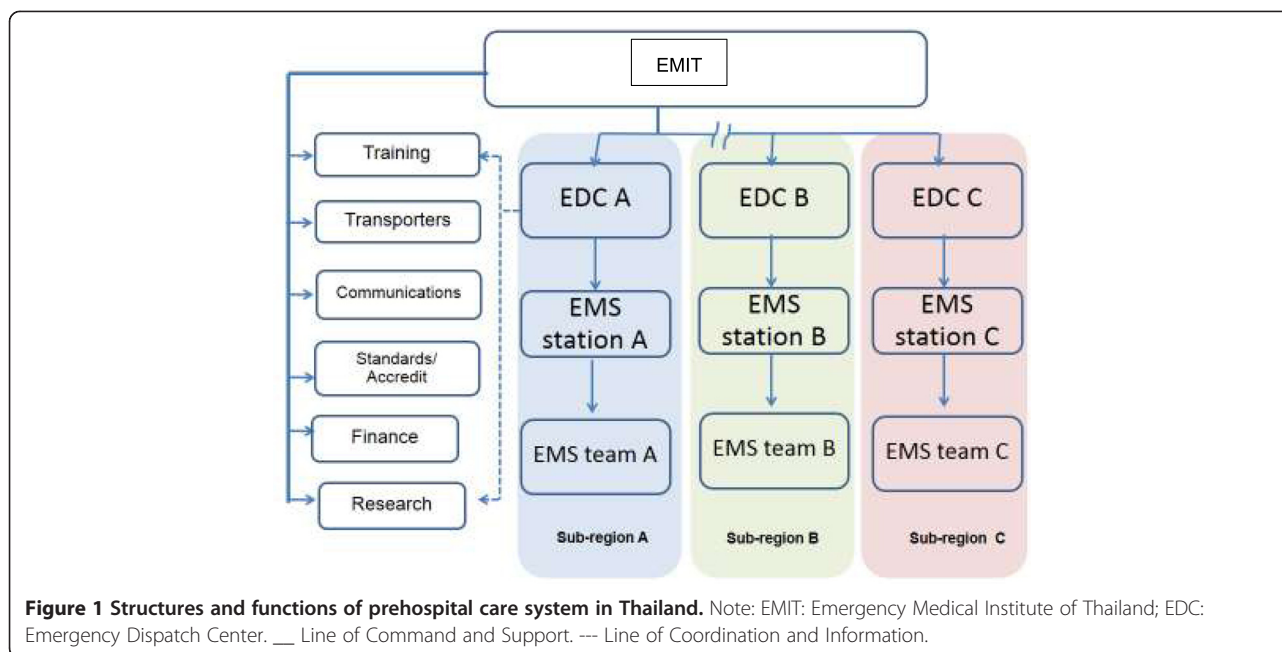 EMIT
Training
Transporters
Communications
Standards/
Accredit
Finance
Research
EDC A
EMS
station A
EMS team A
Sub-region A
EDC B
EMS
station B
EMS team B
Sub-region B
EDC C
EMS
station C
EMS team C
Sub-region C
Figure 1 Structures and functions of prehospital care system in Thailand. Note: EMIT: Emergency Medical Institute of Thailand; EDC:
Emergency Dispatch Center. __ Line of Command and Support. --- Line of Coordination and Information.